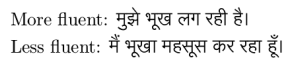 More fluent: मुझे भूख लग रही है।
Less fluent: मैं भूखा महसूस कर रहा हूँ।